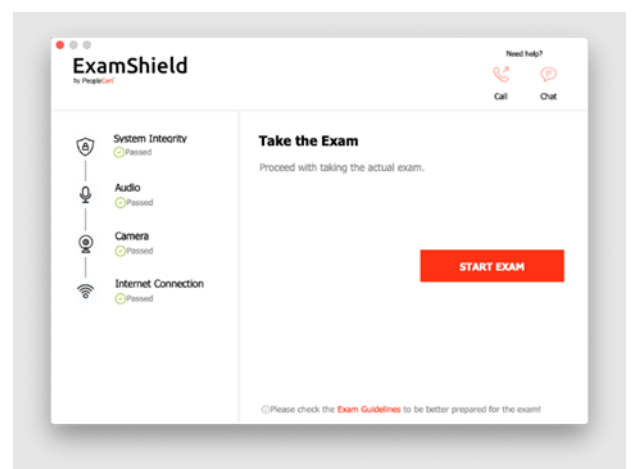 ExamShield
by PeopleCert
Need help?
Call
Chat
System Integrity
Passed
Audio
Passed
Camera
Passed
Internet Connection
Passed
Take the Exam
Proceed with taking the actual exam.
START EXAM
Please check the Exam Guidelines to be better prepared for the exam!